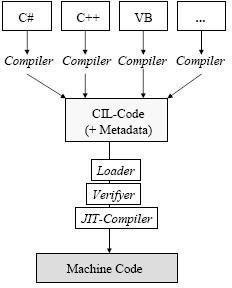 C# C++ VB ...
Compiler Compiler Compiler Compiler
CIL-Code
(+ Metadata)
Loader
Verifyer
JIT-Compiler
Machine Code